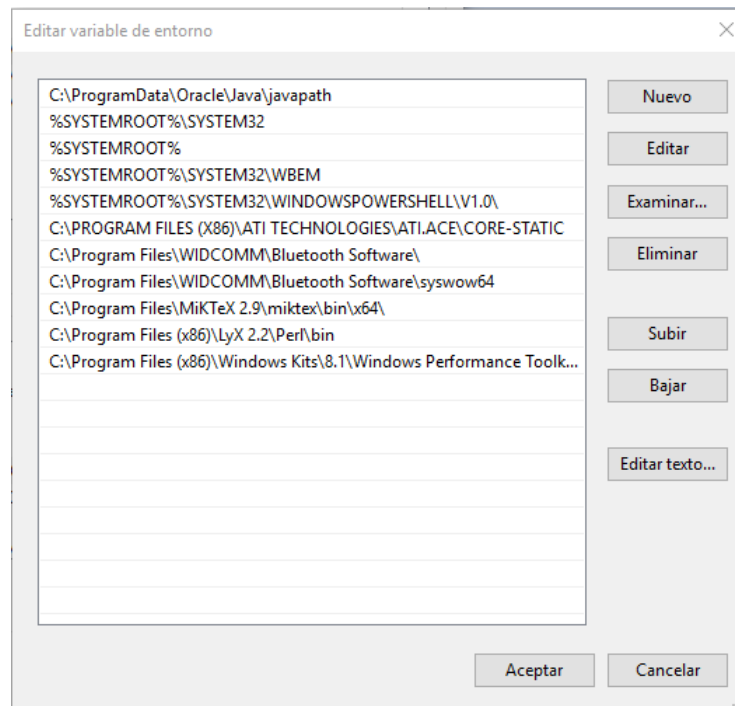 Editar variable de entorno
C:\ProgramData\Oracle\Java\javapath
%SYSTEMROOT%\SYSTEM32
%SYSTEMROOT%
%SYSTEMROOT%\SYSTEM32\WBEM
%SYSTEMROOT%\SYSTEM32\WINDOWSPOWERSHELL\V1.0\
C:\PROGRAM FILES (X86)\ATI TECHNOLOGIES\ATI.ACE\CORE-STATIC
C:\Program Files\WIDCOMM\Bluetooth Software\
C:\Program Files\WIDCOMM\Bluetooth Software\syswow64
C:\Program Files\MiKTeX 2.9\miktex\bin\x64\
C:\Program Files (x86)\LyX 2.2\Perl\bin
C:\Program Files (x86)\Windows Kits\8.1\Windows Performance Toolk...
Nuevo
Editar
Examinar...
Eliminar
Subir
Bajar
Editar texto...
Aceptar
Cancelar